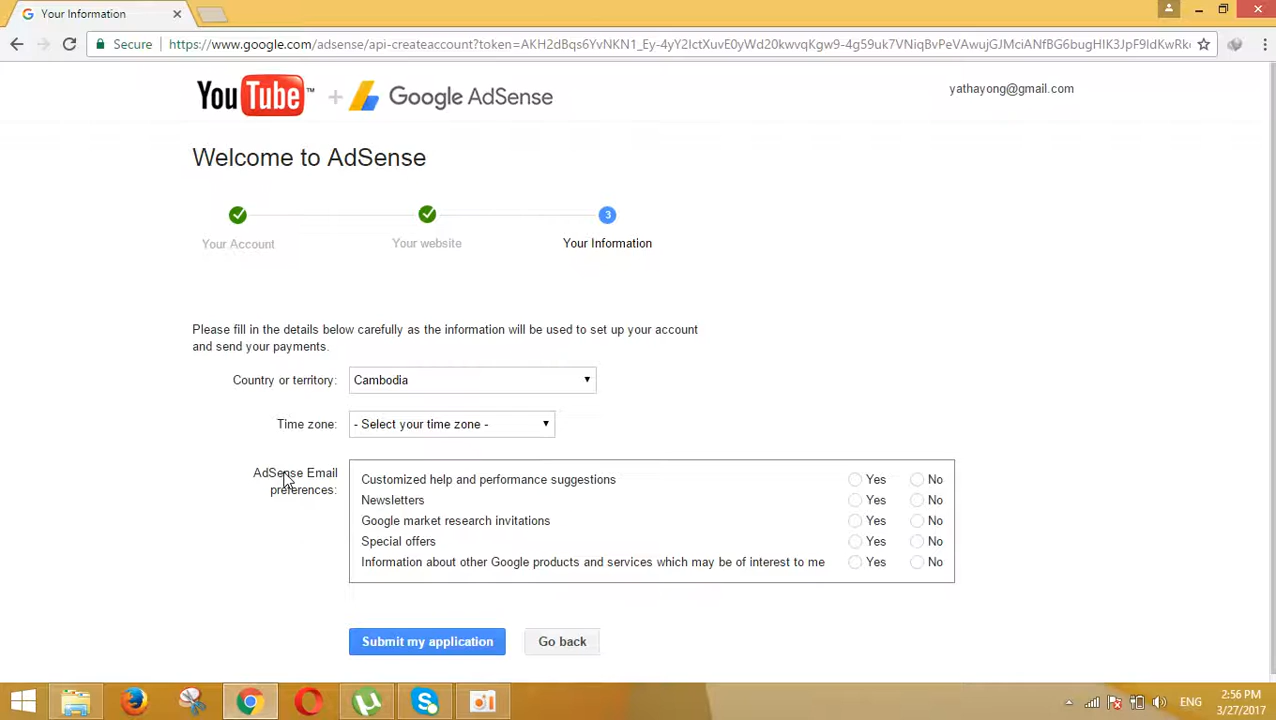 Your Information
Secure https://www.google.com/adsense/api-createaccount?token=
YouTube™ + Google AdSense
yathayong@gmail.com
Welcome to AdSense
3
Your Account
Your website
Your Information
Please fill in the details below carefully as the information will be used to set up your account
and send your payments.
Country or territory: Cambodia
Time zone: - Select your time zone -
AdSense Email
preferences:
Customized help and performance suggestions Yes No
Newsletters Yes No
Google market research invitations Yes No
Special offers Yes No
Information about other Google products and services which may be of interest to me Yes No
Submit my application Go back
ENG
2:56 PM
3/27/2017